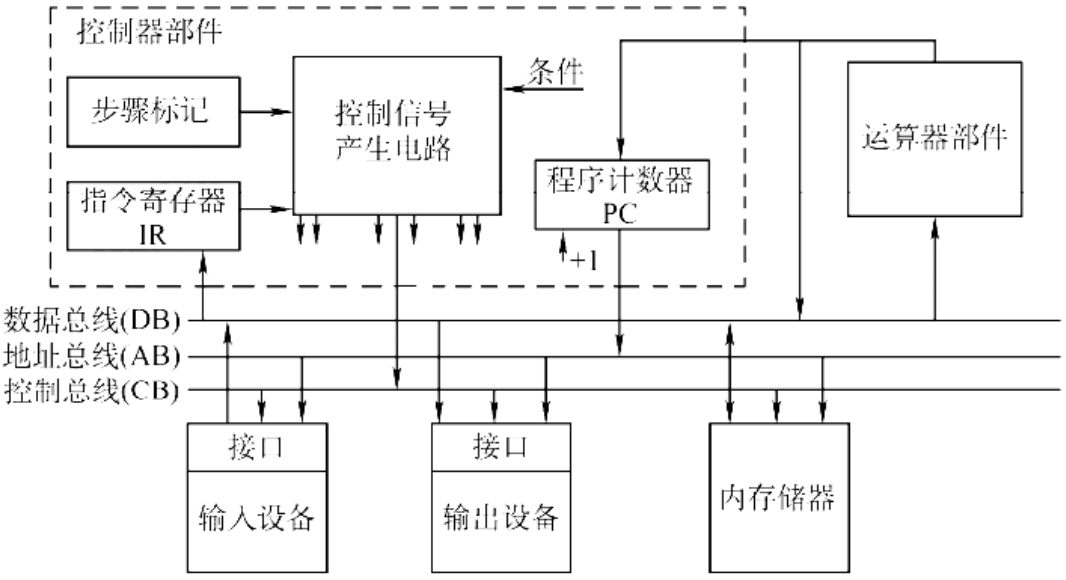 控制器部件
条件
步骤标记
控制信号
产生电路
运算器部件
指令寄存器
IR
程序计数器
PC
+1
数据总线(DB)
地址总线(AB)
控制总线(CB)
接口
输入设备
接口
输出设备
内存储器